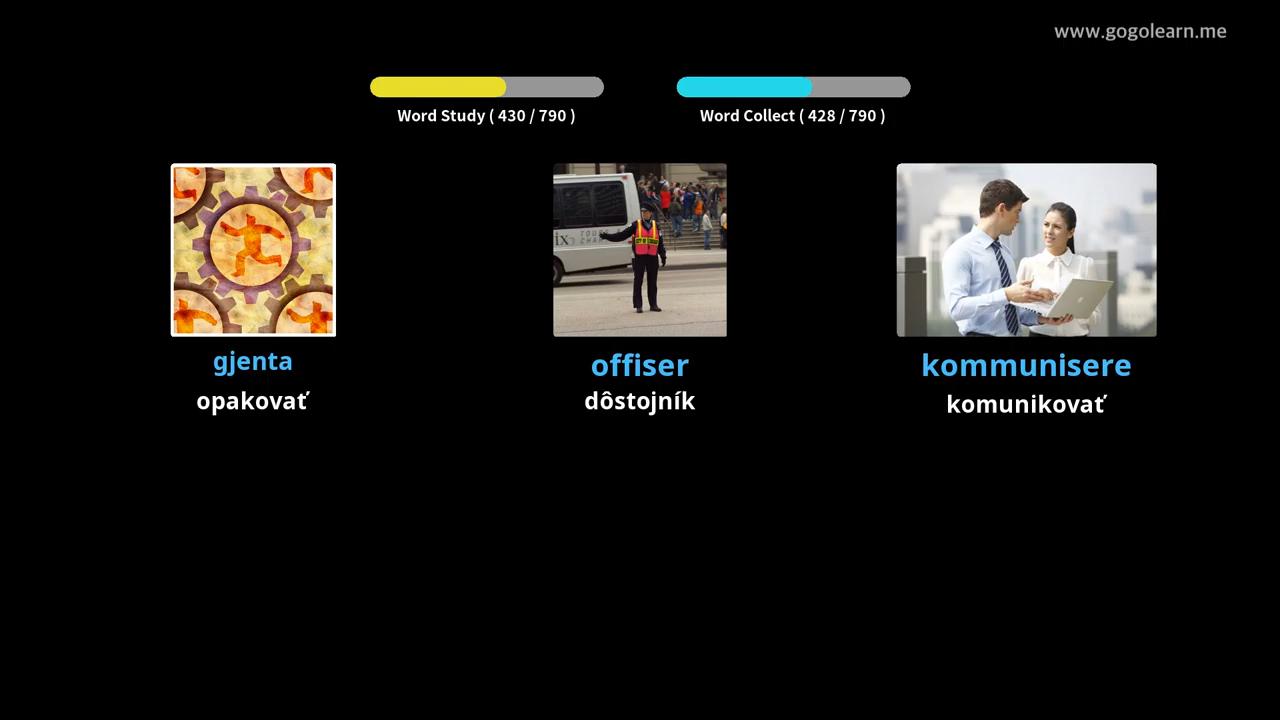 www.gogolearn.me
Word Study ( 430 / 790 )
Word Collect ( 428 / 790 )
gjenta
offiser
kommunisere
opakovať
dôstojník
komunikovať